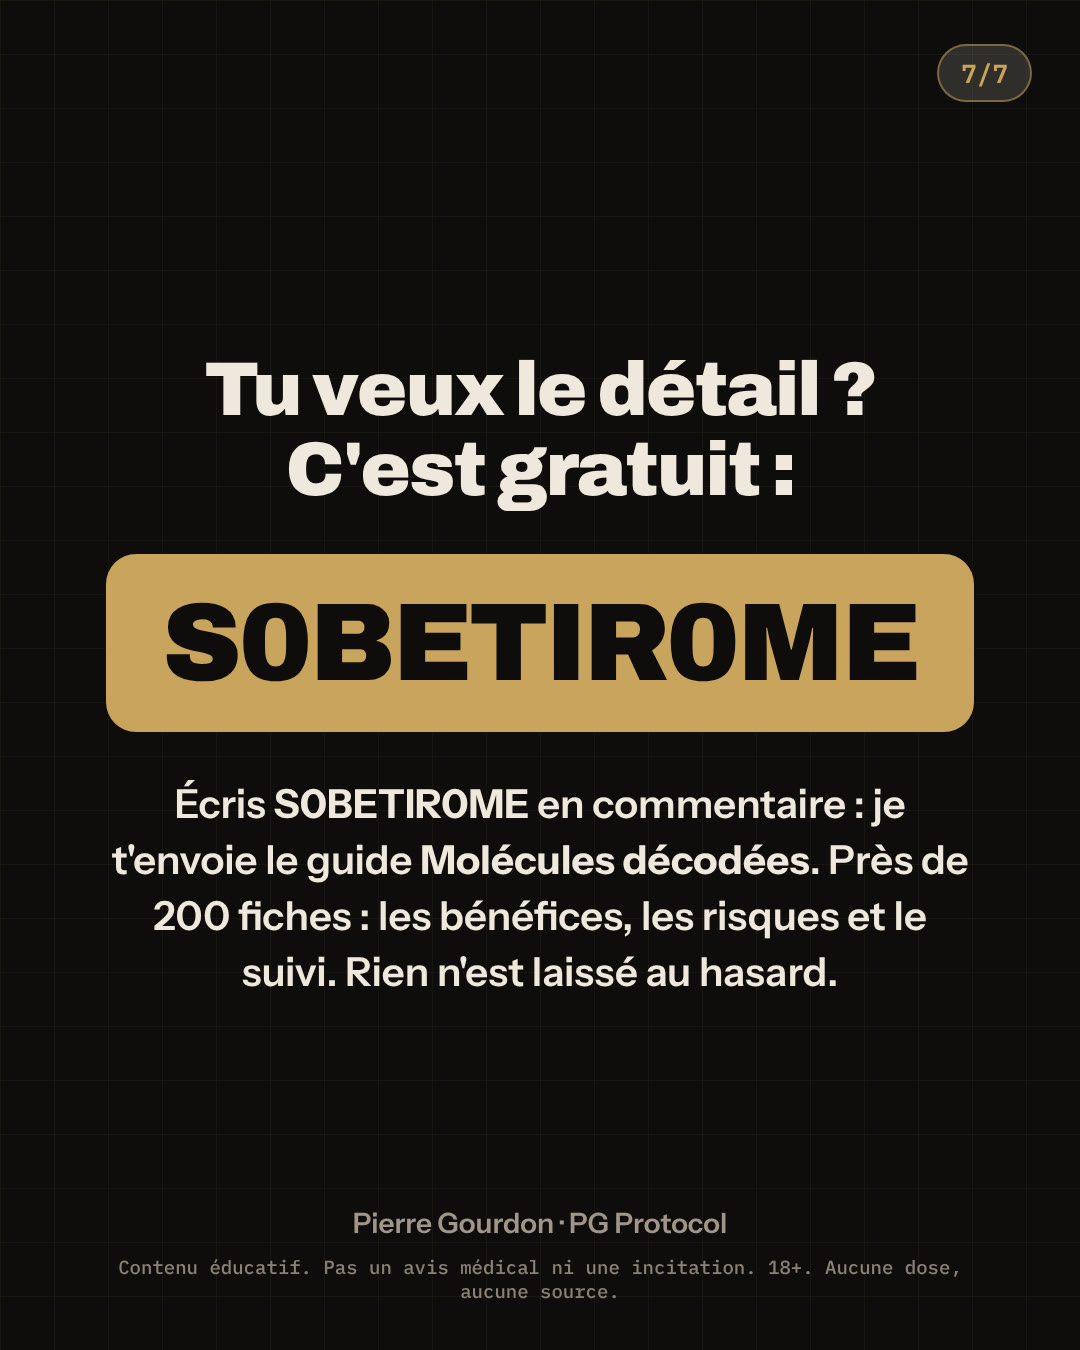 7/7
Tu veux le détail ?
C'est gratuit :
S0BETIR0ME
Écris S0BETIR0ME en commentaire : je
t'envoie le guide Molécules décodées. Près de
200 fiches : les bénéfices, les risques et le
suivi. Rien n'est laissé au hasard.
Pierre Gourdon · PG Protocol
Contenu éducatif. Pas un avis médical ni une incitation. 18+. Aucune dose,
aucune source.